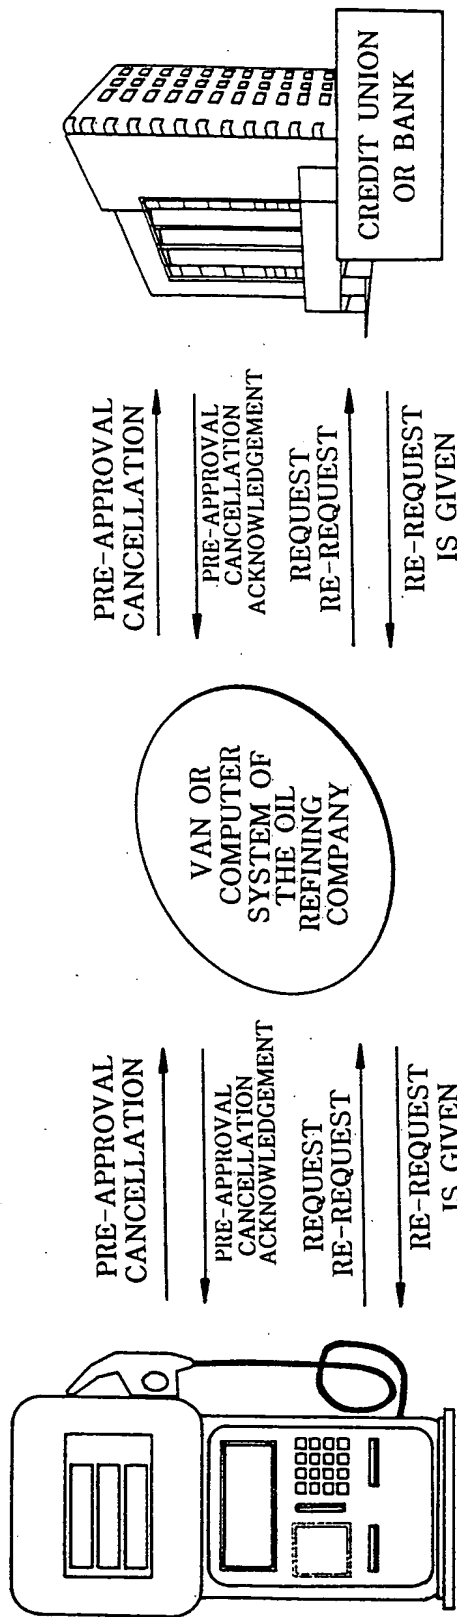 PRE-APPROVAL
CANCELLATION
PRE-APPROVAL
CANCELLATION
ACKNOWLEDGEMENT
REQUEST
RE-REQUEST
RE-REQUEST
IS GIVEN
VAN OR
COMPUTER
SYSTEM OF
THE OIL
REFINING
COMPANY
PRE-APPROVAL
CANCELLATION
PRE-APPROVAL
CANCELLATION
ACKNOWLEDGEMENT
REQUEST
RE-REQUEST
RE-REQUEST
IS GIVEN
CREDIT UNION
OR BANK